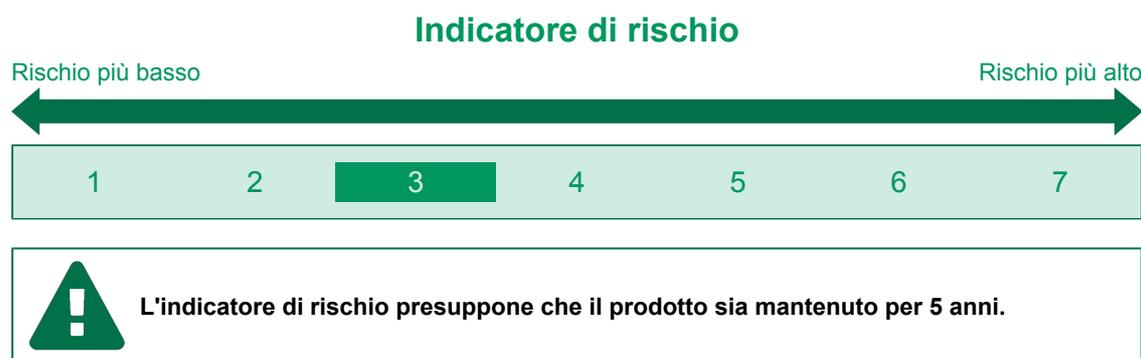 Indicatore di rischio
Rischio più basso Rischio più alto
1 2 3 4 5 6 7
L'indicatore di rischio presuppone che il prodotto sia mantenuto per 5 anni.